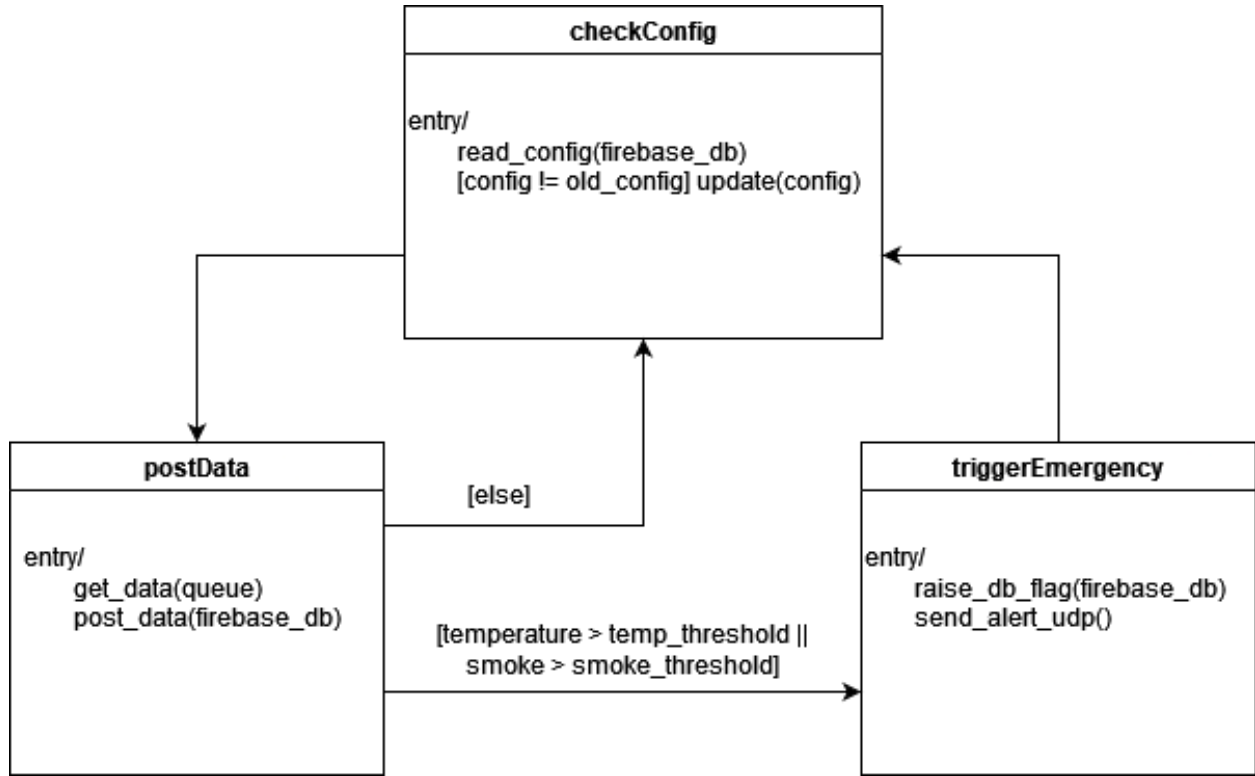 checkConfig
entry/
read_config(firebase_db)
[config != old_config] update(config)
postData
entry/
get_data(queue)
post_data(firebase_db)
[else]
[temperature > temp_threshold ||
smoke > smoke_threshold]
triggerEmergency
entry/
raise_db_flag(firebase_db)
send_alert_udp()